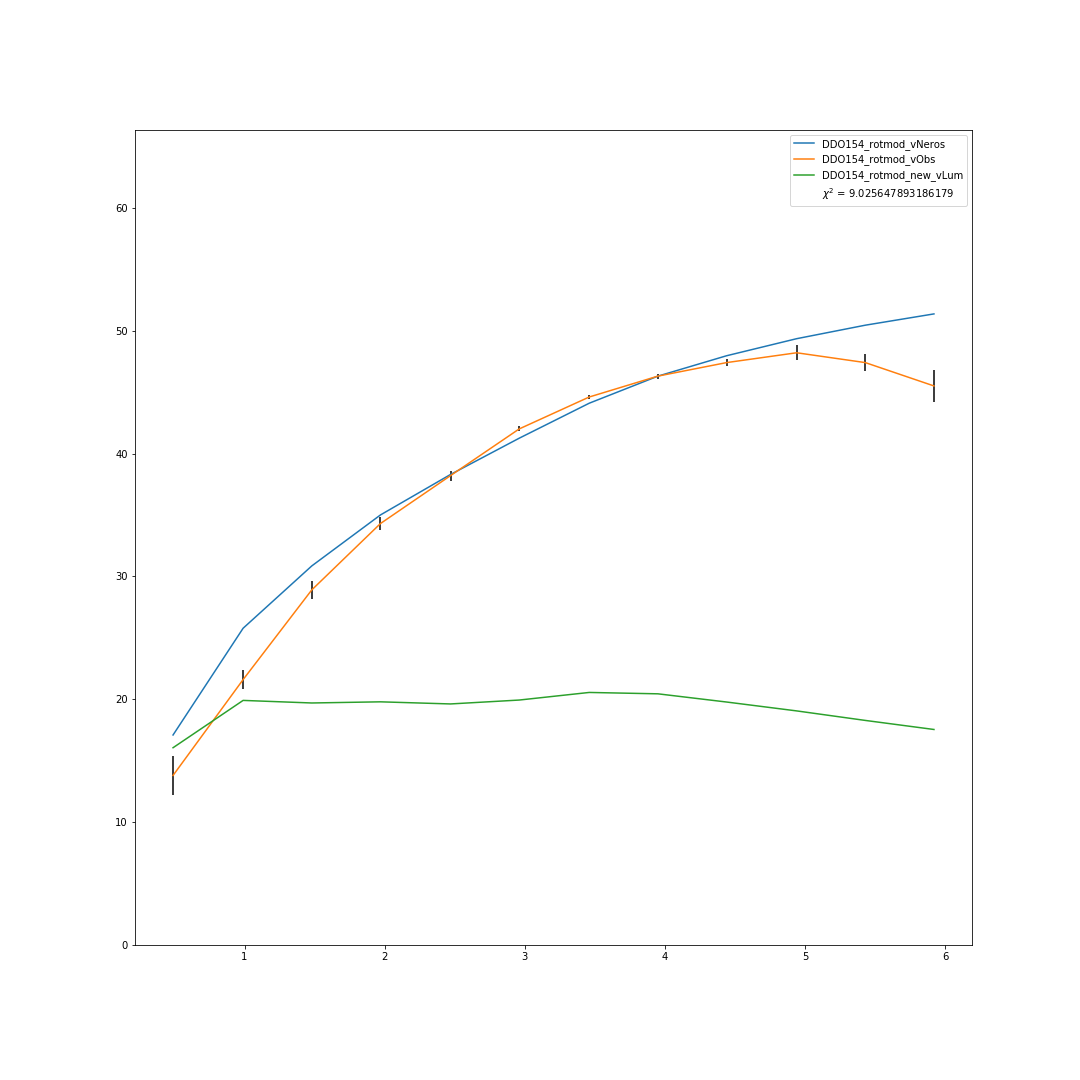 DDO154_rotmod_vNeros
DDO154_rotmod_vObs
DDO154_rotmod_new_vLum
χ² = 9.025647893186179
60
50
40
30
20
10
0
1 2 3 4 5 6